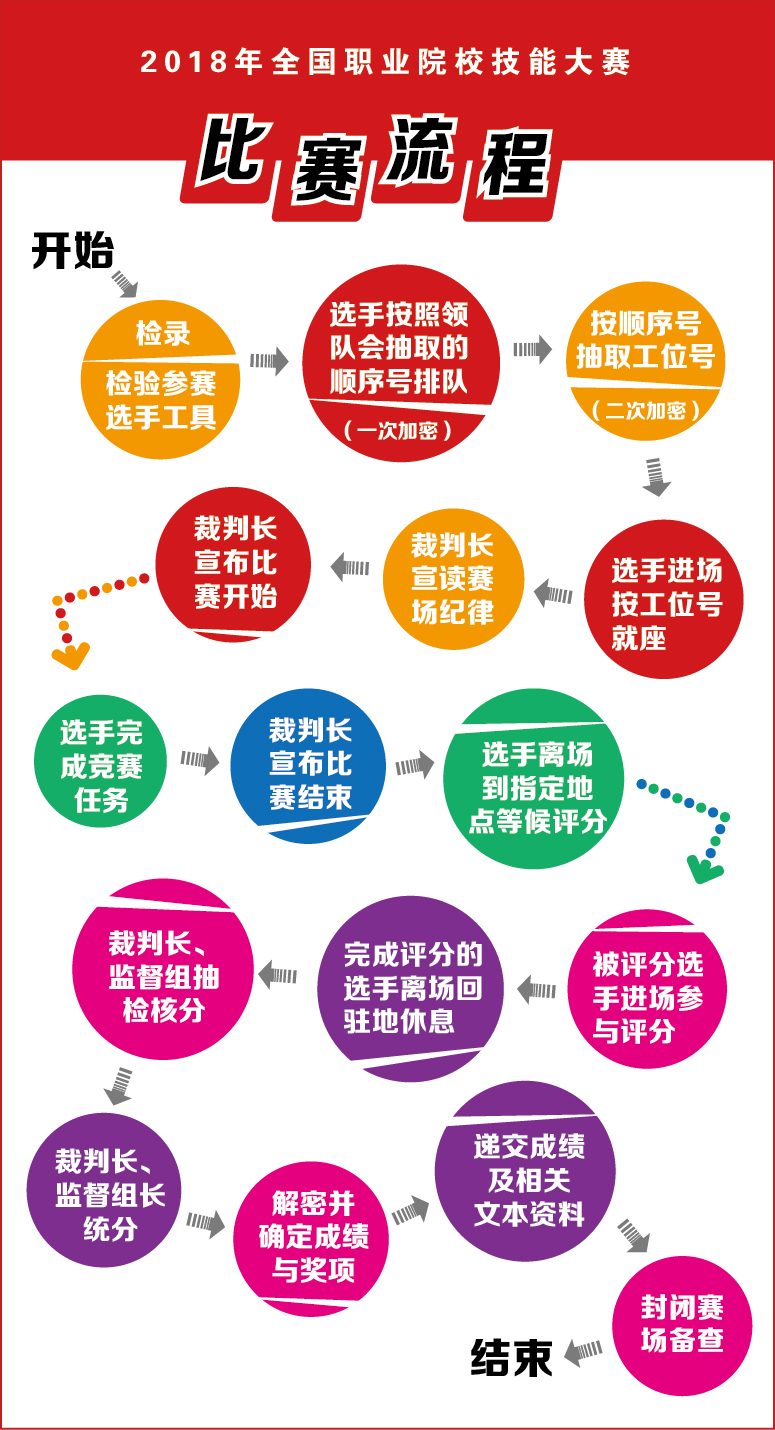 2018年全国职业院校技能大赛
比赛流程
开始
检录
检验参赛
选手工具
选手按照领
队会抽取的
顺序号排队
（一次加密）
按顺序号
抽取工位号
（二次加密）
选手进场
按工位号
就座
裁判长
宣读赛
场纪律
裁判长
宣布比
赛开始
选手完
成竞赛
任务
裁判长
宣布比
赛结束
选手离场
到指定地
点等候评分
被评分选
手进场参
与评分
完成评分的
选手离场回
驻地休息
裁判长、
监督组抽
检核分
裁判长、
监督组长
统分
解密并
确定成绩
与奖项
递交成绩
及相关
文本资料
封闭赛
场备查
结束